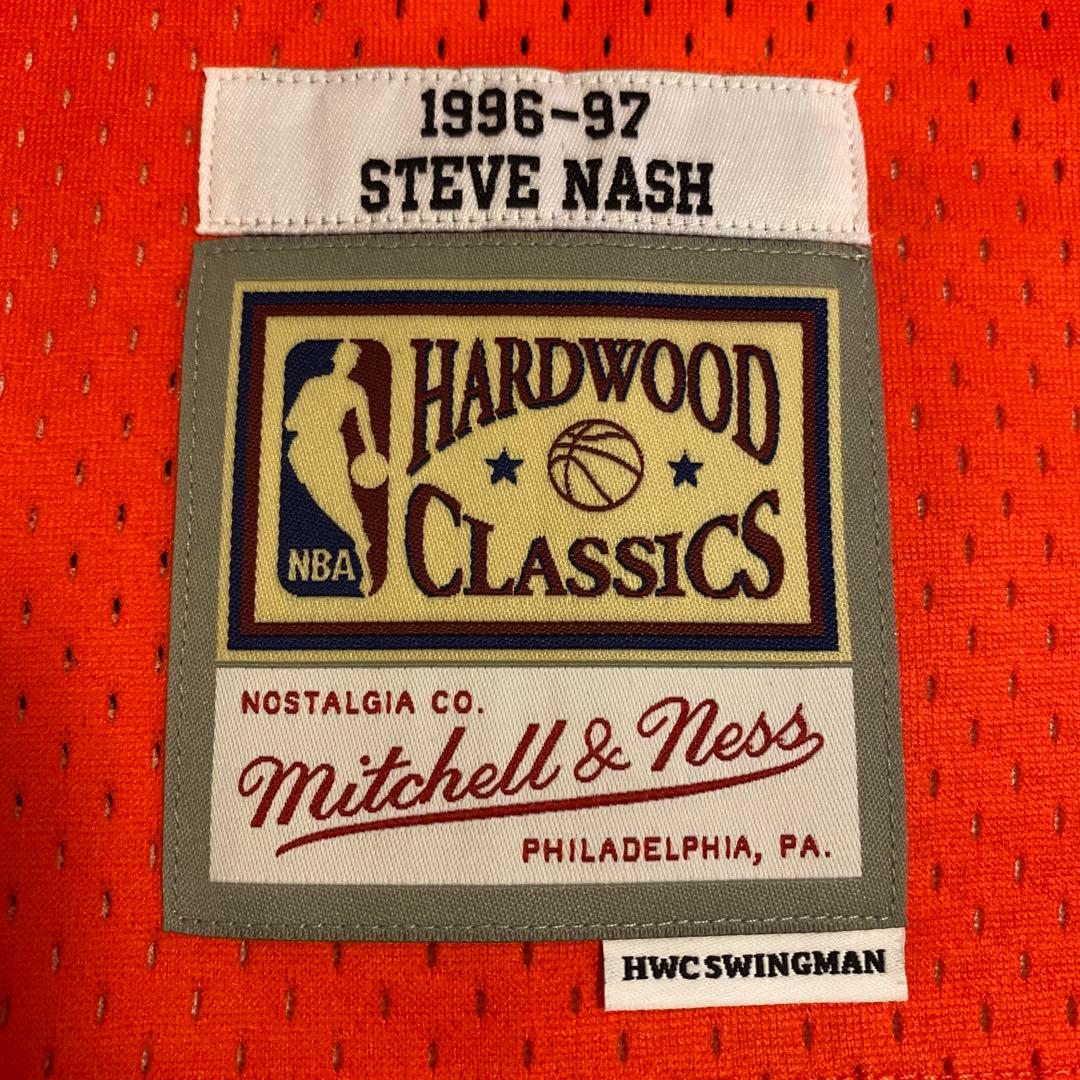 1996-97
STEVE NASH
HARDWOOD
CLASSICS
NBA
NOSTALGIA CO.
Mitchell & Ness
PHILADELPHIA, PA.
HWC SWINGMAN